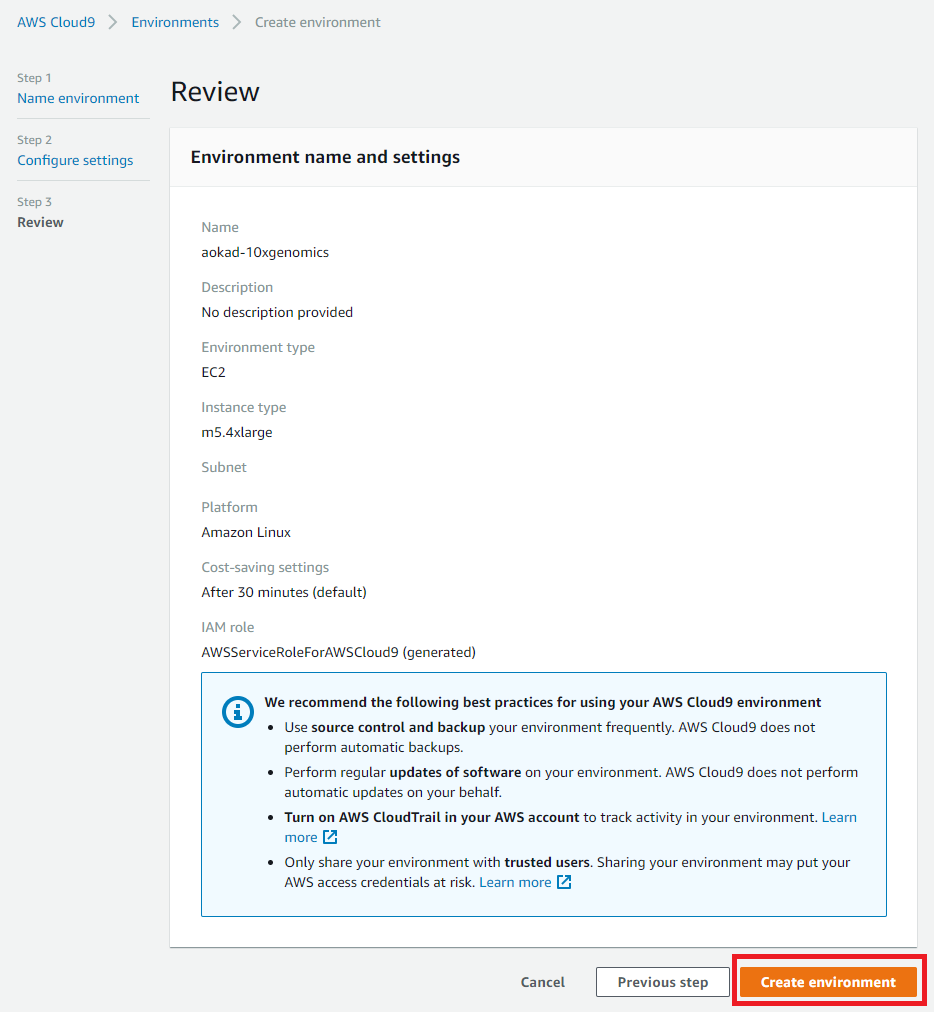 AWS Cloud9 > Environments > Create environment
Step 1
Name environment
Step 2
Configure settings
Step 3
Review
Review
Environment name and settings
Name
aokad-10xgenomics
Description
No description provided
Environment type
EC2
Instance type
m5.4xlarge
Subnet
Platform
Amazon Linux
Cost-saving settings
After 30 minutes (default)
IAM role
AWSServiceRoleForAWSCloud9 (generated)
We recommend the following best practices for using your AWS Cloud9 environment
• Use source control and backup your environment frequently. AWS Cloud9 does not
perform automatic backups.
• Perform regular updates of software on your environment. AWS Cloud9 does not perform
automatic updates on your behalf.
• Turn on AWS CloudTrail in your AWS account to track activity in your environment. Learn
more
• Only share your environment with trusted users. Sharing your environment may put your
AWS access credentials at risk. Learn more
Cancel Previous step Create environment